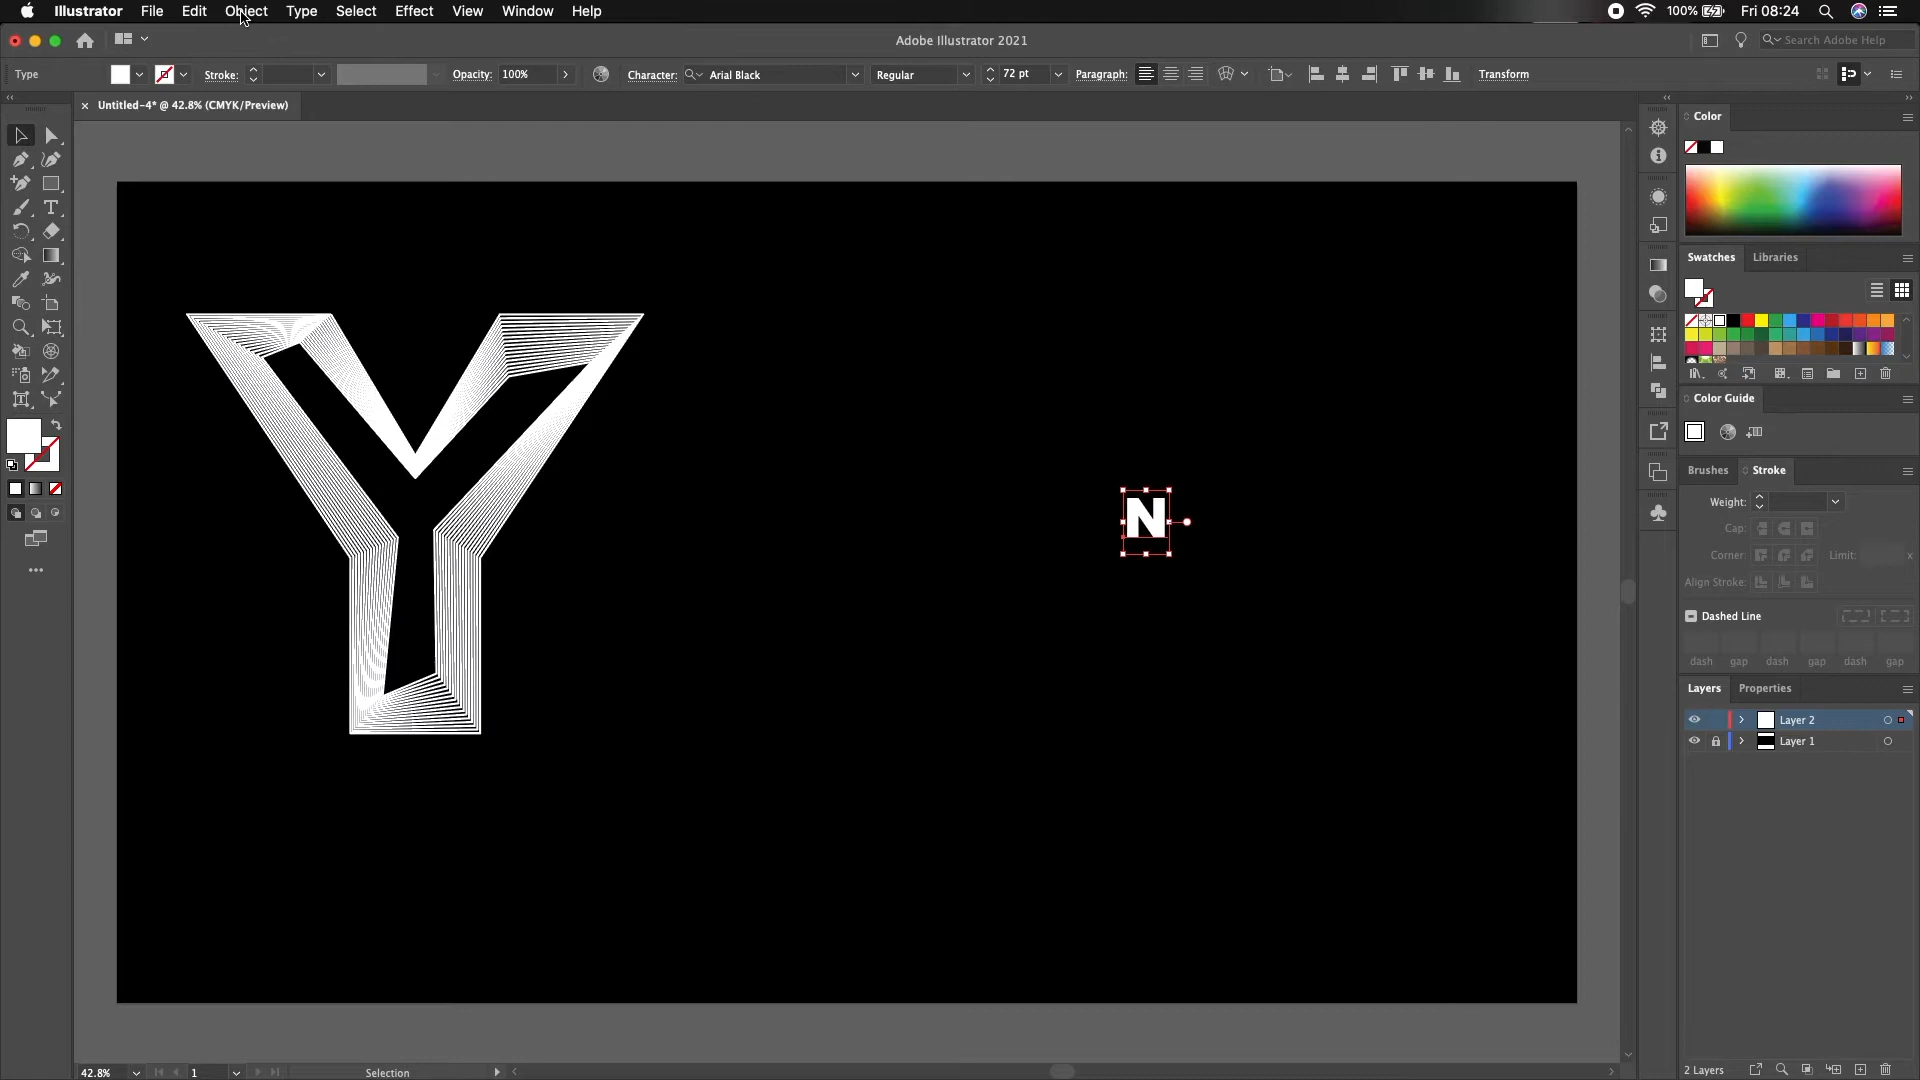 Illustrator File Edit Object Type Select Effect View Window Help 100% Fri 08:24
Adobe Illustrator 2021 Search Adobe Help
Type Stroke: Opacity: 100% Character: Arial Black Regular 72 pt Paragraph: Transform
× Untitled-4* @ 42.8% (CMYK/Preview)
Color
Swatches Libraries
Y
N
Color Guide
Brushes Stroke
Weight:
Cap:
Corner: Limit: x
Align Stroke:
Dashed Line
dash gap dash gap dash gap
Layers Properties
Layer 2
Layer 1
42.8% 1 Selection
2 Layers